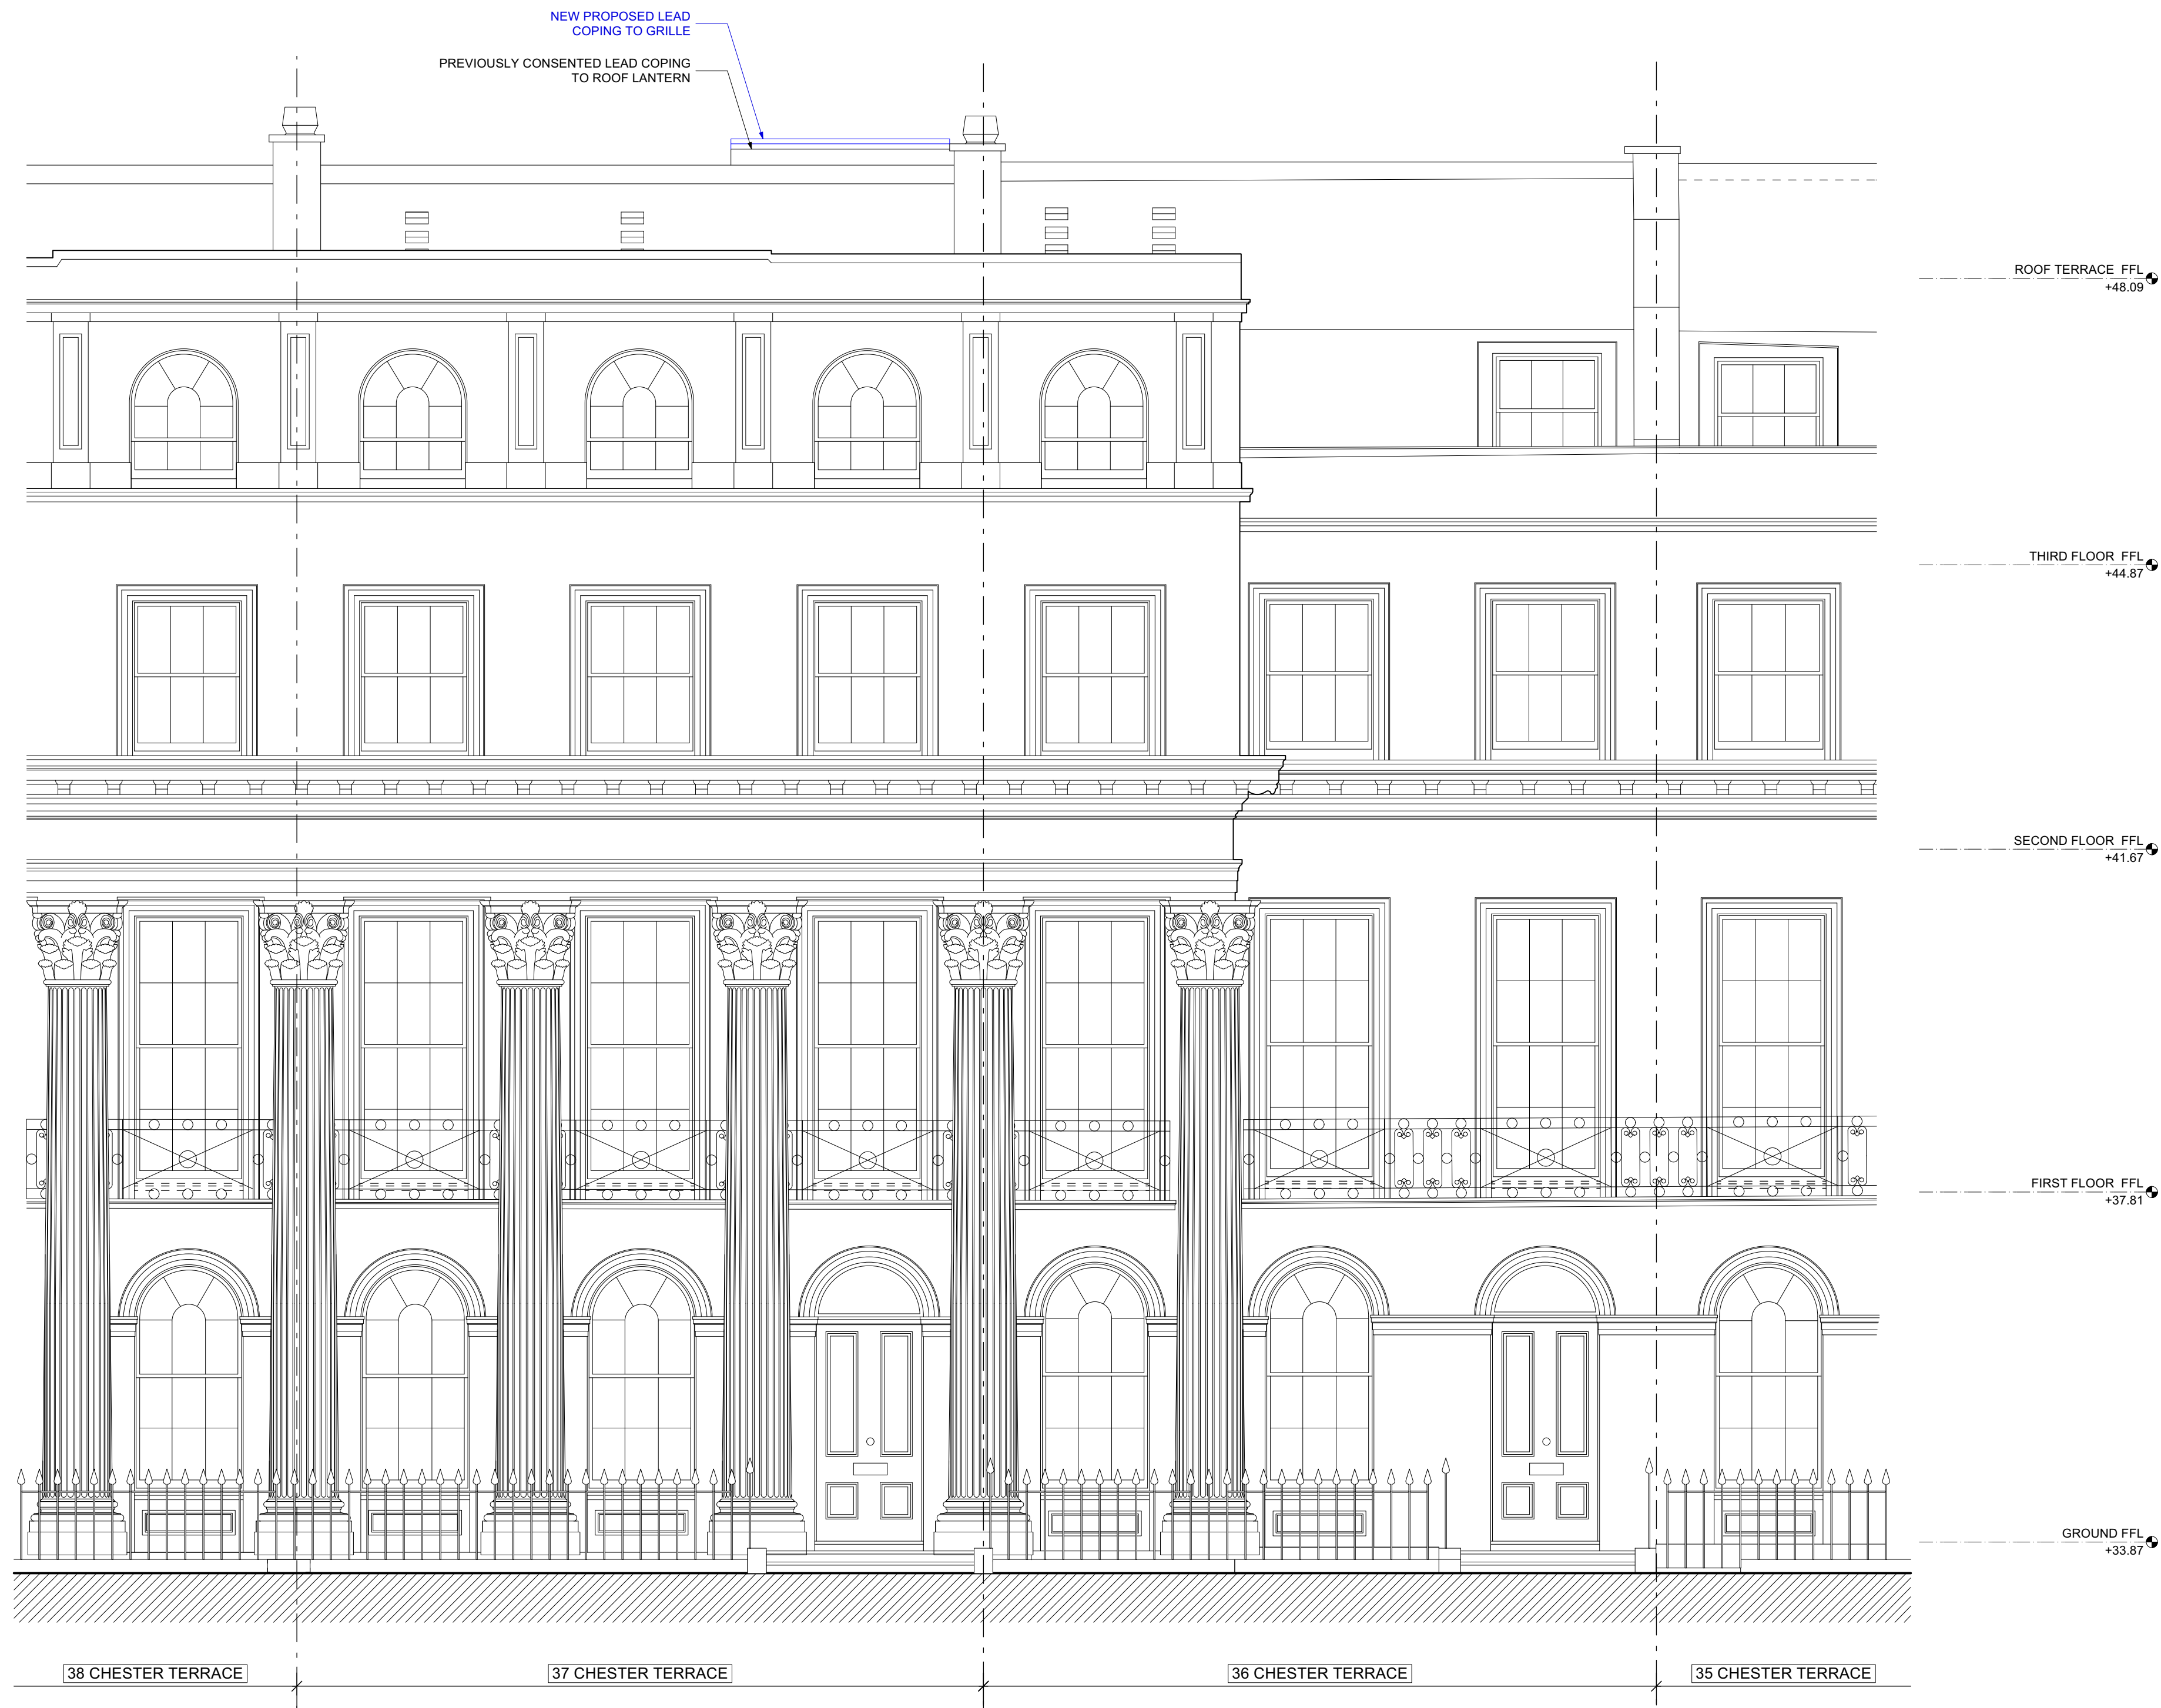 NEW PROPOSED LEAD
COPING TO GRILLE
PREVIOUSLY CONSENTED LEAD COPING
TO ROOF LANTERN
ROOF TERRACE FFL
+48.09
THIRD FLOOR FFL
+44.87
SECOND FLOOR FFL
+41.67
FIRST FLOOR FFL
+37.81
GROUND FFL
+33.87
38 CHESTER TERRACE
37 CHESTER TERRACE
36 CHESTER TERRACE
35 CHESTER TERRACE